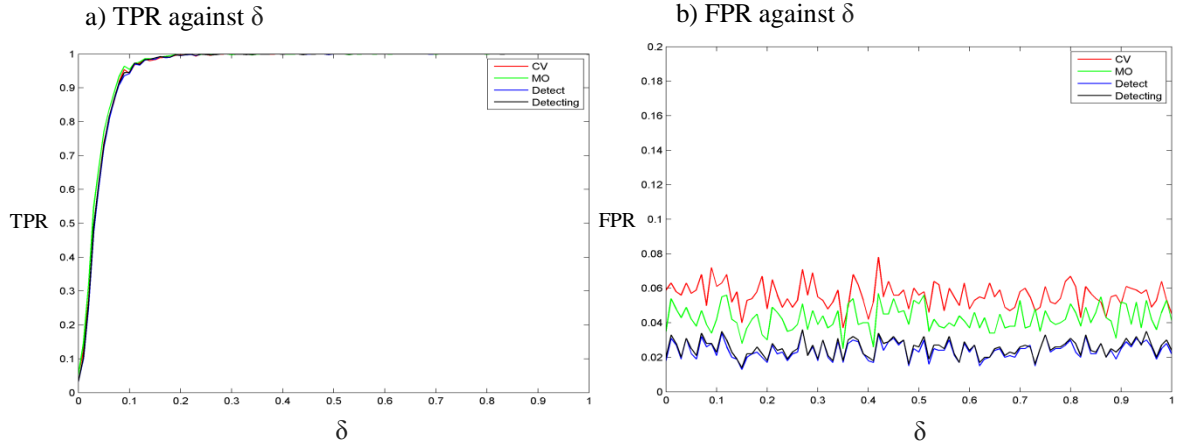 a) TPR against δ
1
0.9
0.8
0.7
0.6
0.5
0.4
0.3
0.2
0.1
0
TPR
CV
MO
Detect
Detecting
0 0.1 0.2 0.3 0.4 0.5 0.6 0.7 0.8 0.9 1
δ
b) FPR against δ
0.2
0.18
0.16
0.14
0.12
0.1
0.08
0.06
0.04
0.02
0
FPR
CV
MO
Detect
Detecting
0 0.1 0.2 0.3 0.4 0.5 0.6 0.7 0.8 0.9 1
δ